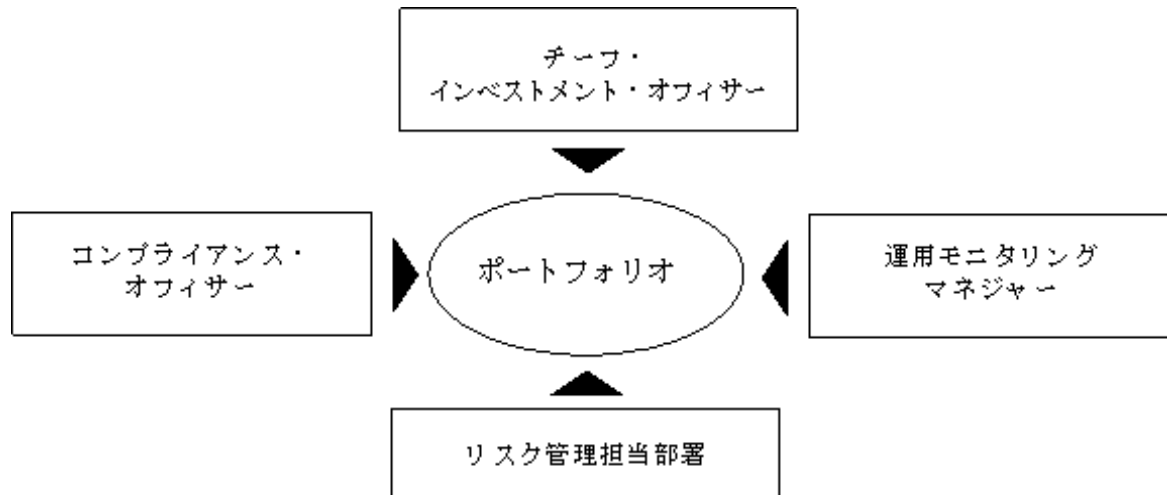 チーフ・
インベストメント・オフィサー
コンプライアンス・
オフィサー
ポートフォリオ
運用モニタリング
マネジャー
リスク管理担当部署